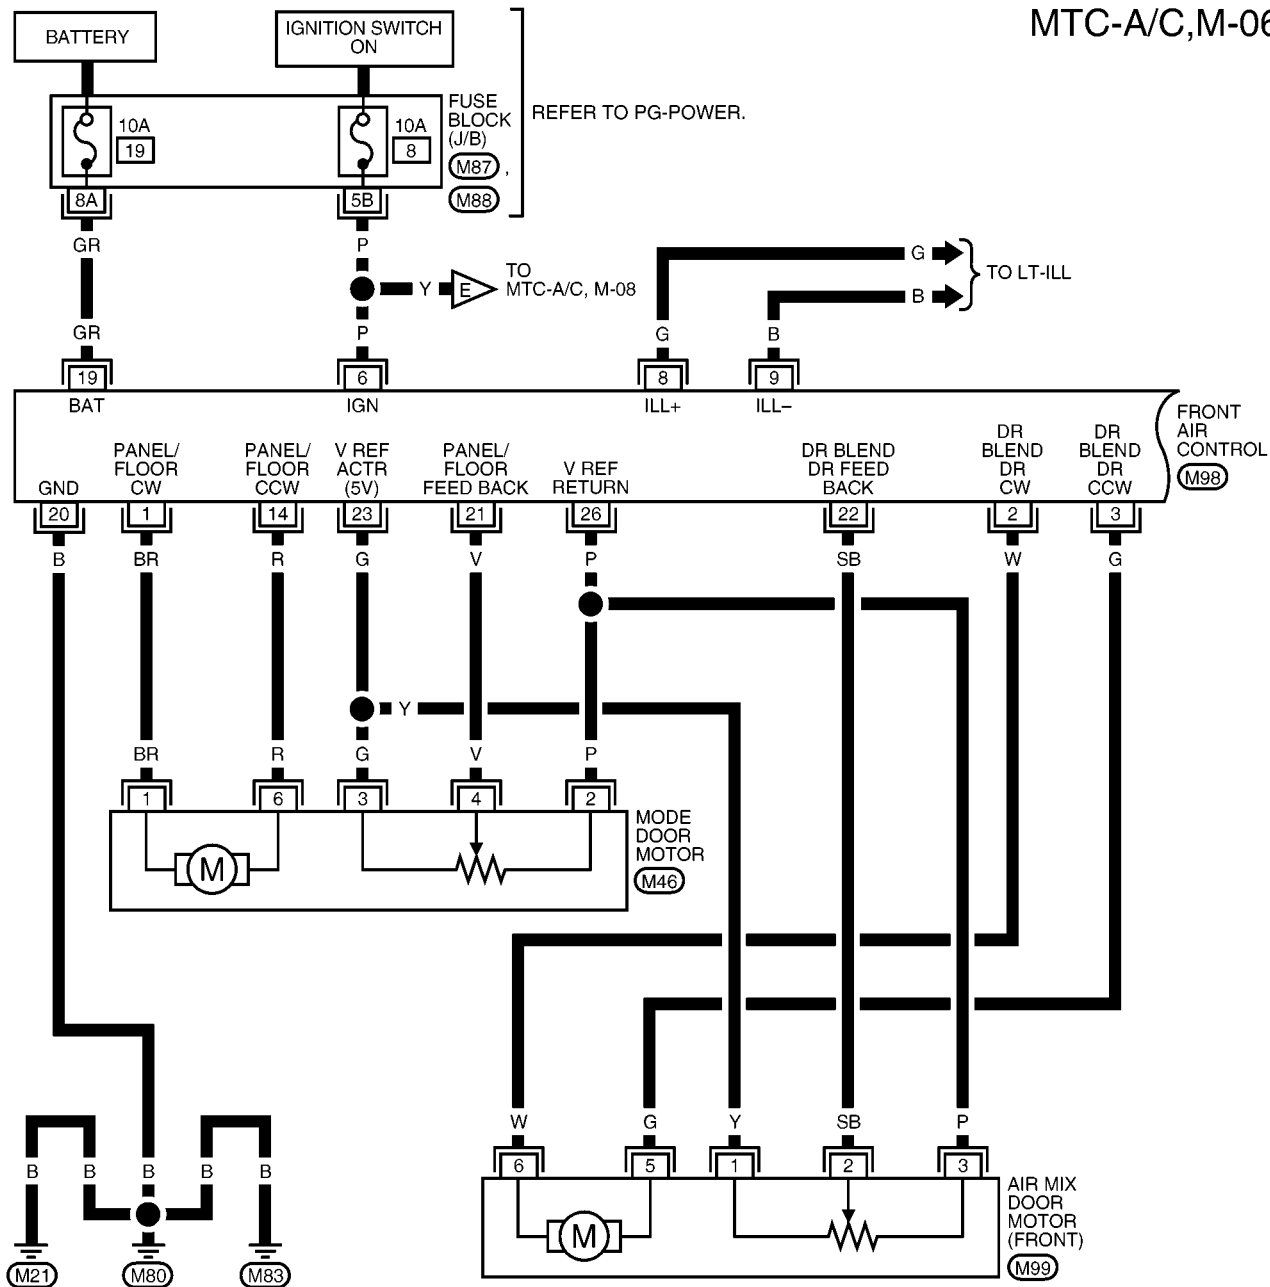 MTC-A/C,M-06
BATTERY
IGNITION SWITCH
ON
10A
19
10A
8
FUSE
BLOCK
(J/B)
M87 ,
M88
REFER TO PG-POWER.
8A
5B
GR
P
Y
E
TO
MTC-A/C, M-08
G
B
TO LT-ILL
GR
P
G
B
19
6
8
9
BAT
IGN
ILL+
ILL–
FRONT
AIR
CONTROL
M98
GND
PANEL/
FLOOR
CW
PANEL/
FLOOR
CCW
V REF
ACTR
(5V)
PANEL/
FLOOR
FEED BACK
V REF
RETURN
DR BLEND
DR FEED
BACK
DR
BLEND
DR
CW
DR
BLEND
DR
CCW
20
1
14
23
21
26
22
2
3
B
BR
R
G
V
P
SB
W
G
Y
BR
R
G
V
P
1
6
3
4
2
M
MODE
DOOR
MOTOR
M46
W
G
Y
SB
P
6
5
1
2
3
M
AIR MIX
DOOR
MOTOR
(FRONT)
M99
B
B
B
B
B
M21
M80
M83